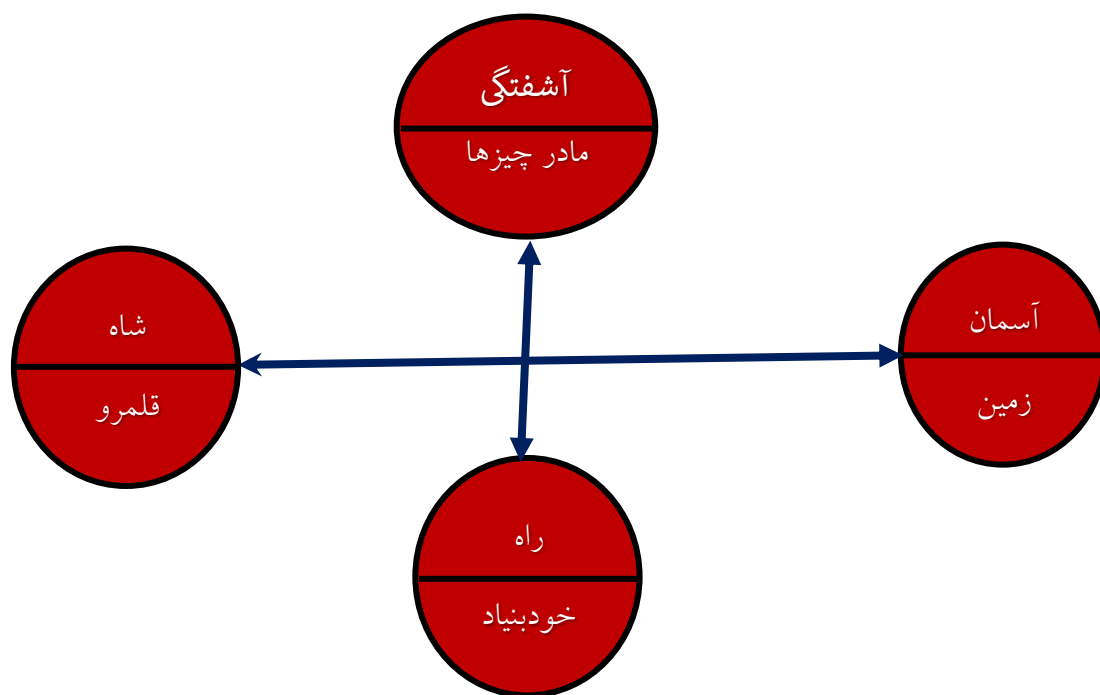 آشفتگی
مادر چیزها
آسمان
زمین
شاه
قلمرو
راه
خودبنیاد